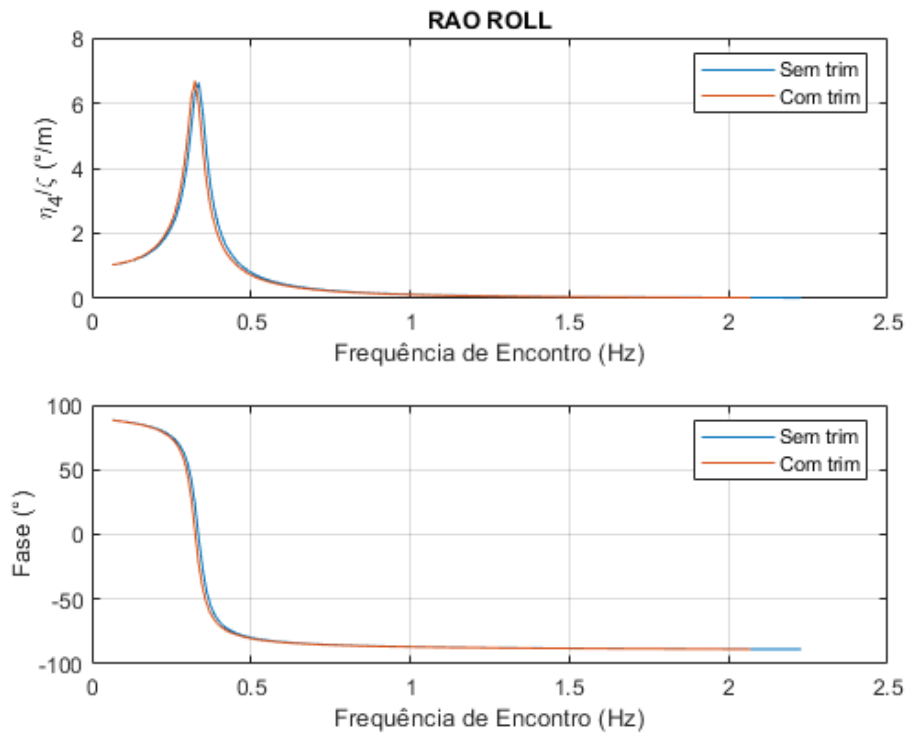 RAO ROLL
8
6
4
2
0
η4/ζ (°/m)
Sem trim
Com trim
0 0.5 1 1.5 2 2.5
Frequência de Encontro (Hz)
100
50
0
-50
-100
Fase (°)
Sem trim
Com trim
0 0.5 1 1.5 2 2.5
Frequência de Encontro (Hz)